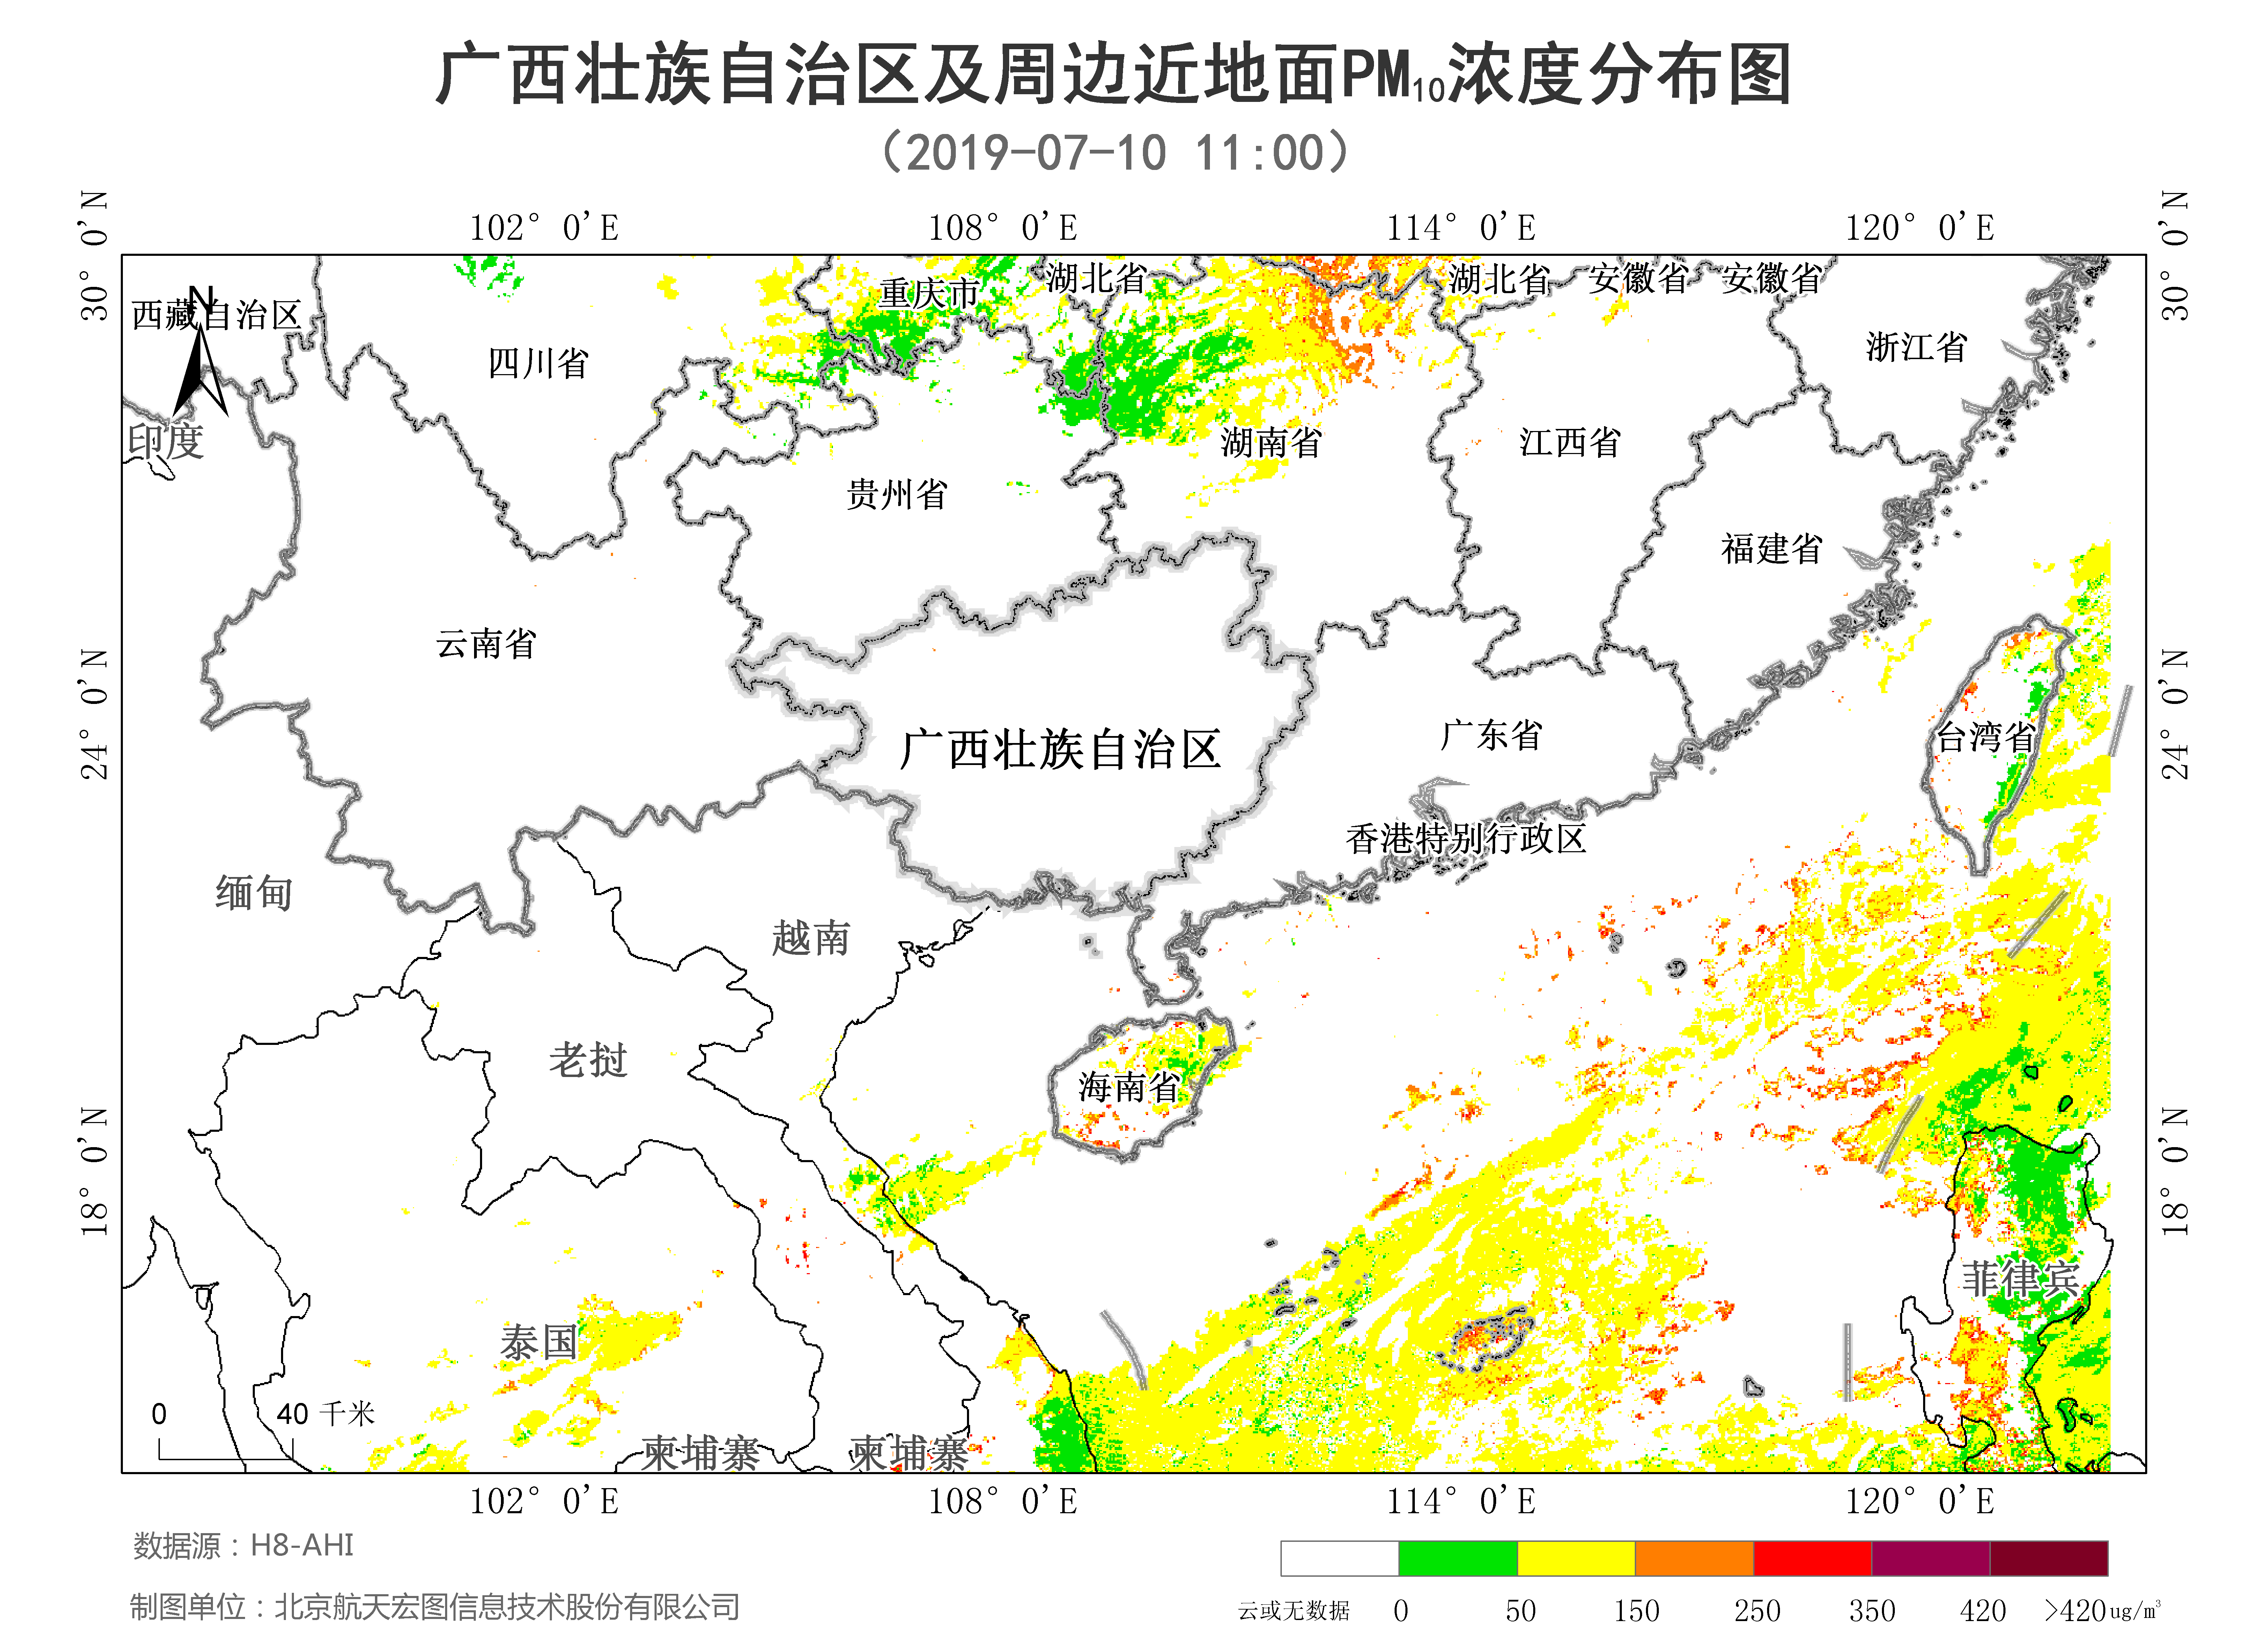 广西壮族自治区及周边近地面PM₁₀浓度分布图
（2019-07-10 11:00）
102° 0'E 108° 0'E 114° 0'E 120° 0'E
30° 0'N
30° 0'N
N
西藏自治区
四川省
重庆市
湖北省
湖北省
安徽省
安徽省
浙江省
印度
湖南省
江西省
贵州省
福建省
云南省
24° 0'N
24° 0'N
广西壮族自治区
广东省
台湾省
香港特别行政区
缅甸
越南
老挝
海南省
18° 0'N
18° 0'N
菲律宾
泰国
0 40 千米
柬埔寨
柬埔寨
102° 0'E 108° 0'E 114° 0'E 120° 0'E
数据源：H8-AHI
制图单位：北京航天宏图信息技术股份有限公司
云或无数据 0 50 150 250 350 420 >420 ug/m³